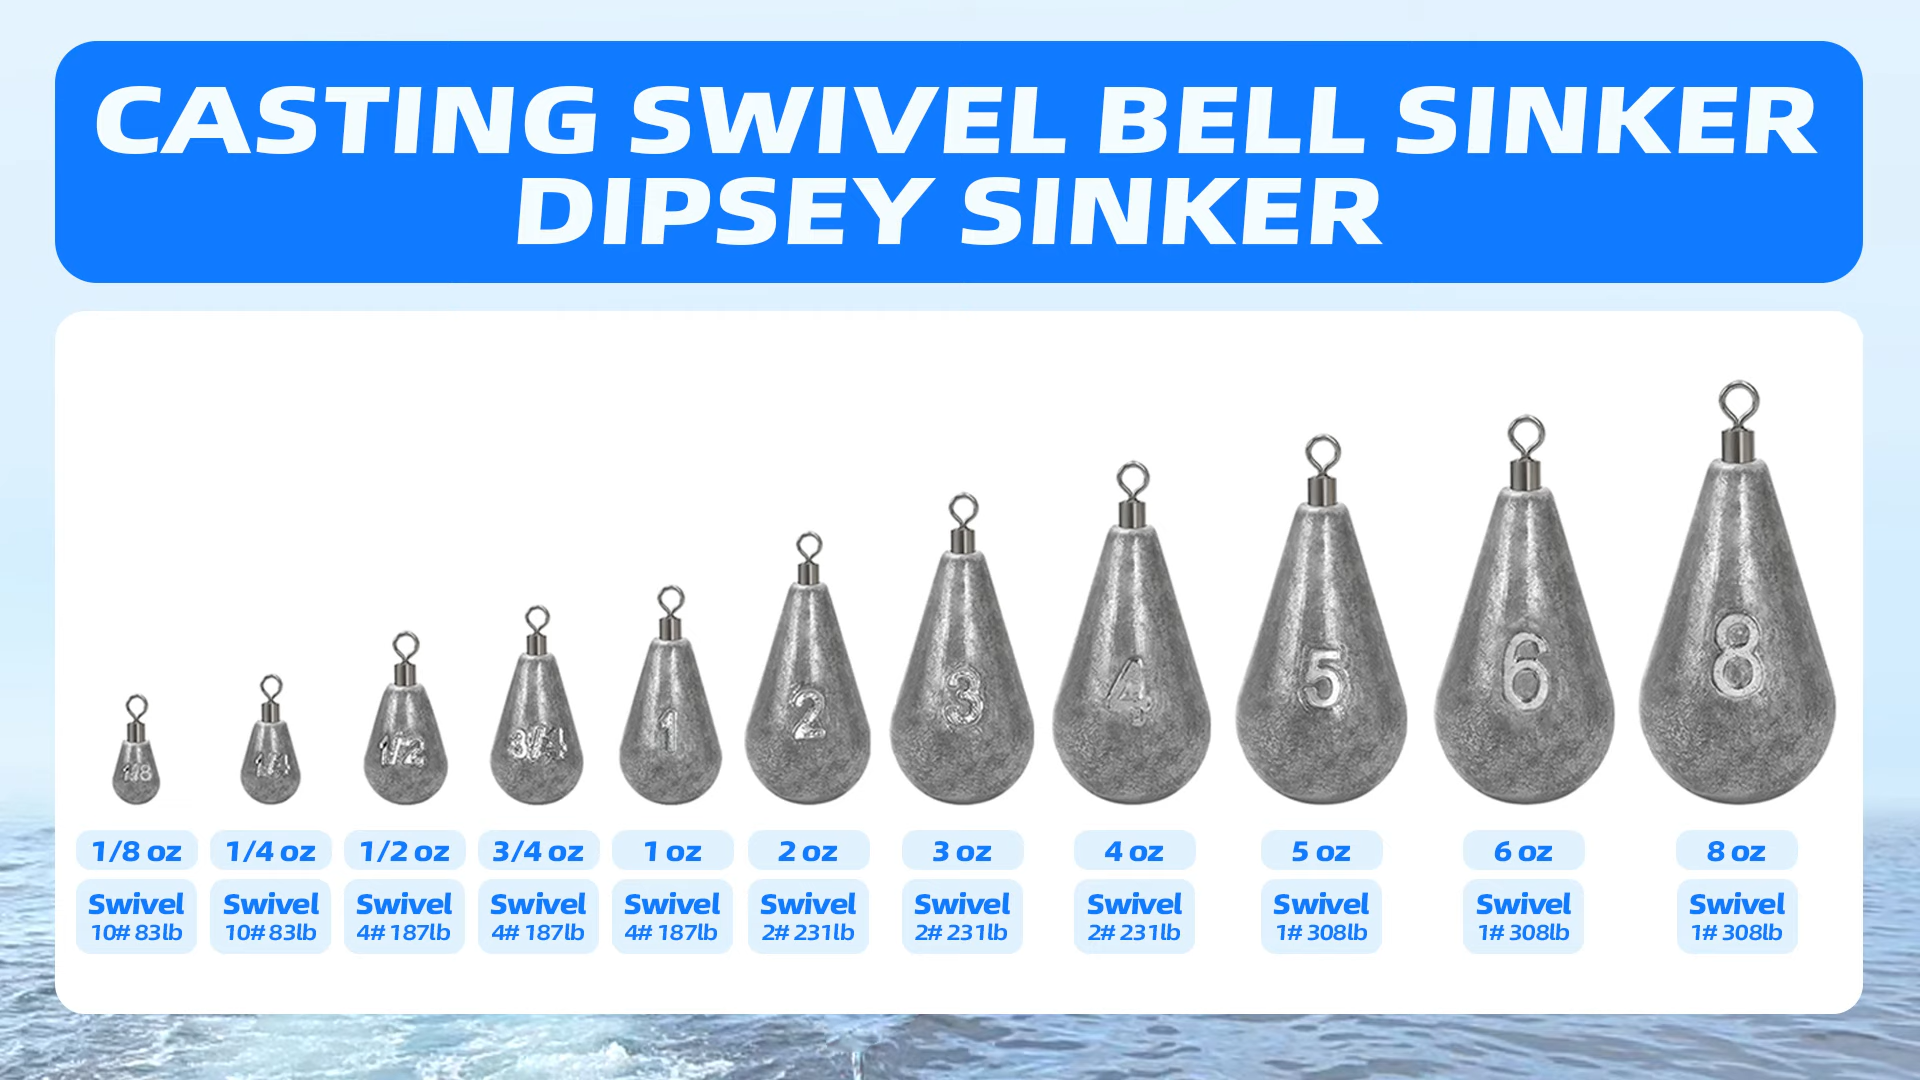 CASTING SWIVEL BELL SINKER
DIPSEY SINKER
1/8
1/4
1/2
3/4
1
2
3
4
5
6
8
1/8 oz
1/4 oz
1/2 oz
3/4 oz
1 oz
2 oz
3 oz
4 oz
5 oz
6 oz
8 oz
Swivel
10# 83lb
Swivel
10# 83lb
Swivel
4# 187lb
Swivel
4# 187lb
Swivel
4# 187lb
Swivel
2# 231lb
Swivel
2# 231lb
Swivel
2# 231lb
Swivel
1# 308lb
Swivel
1# 308lb
Swivel
1# 308lb